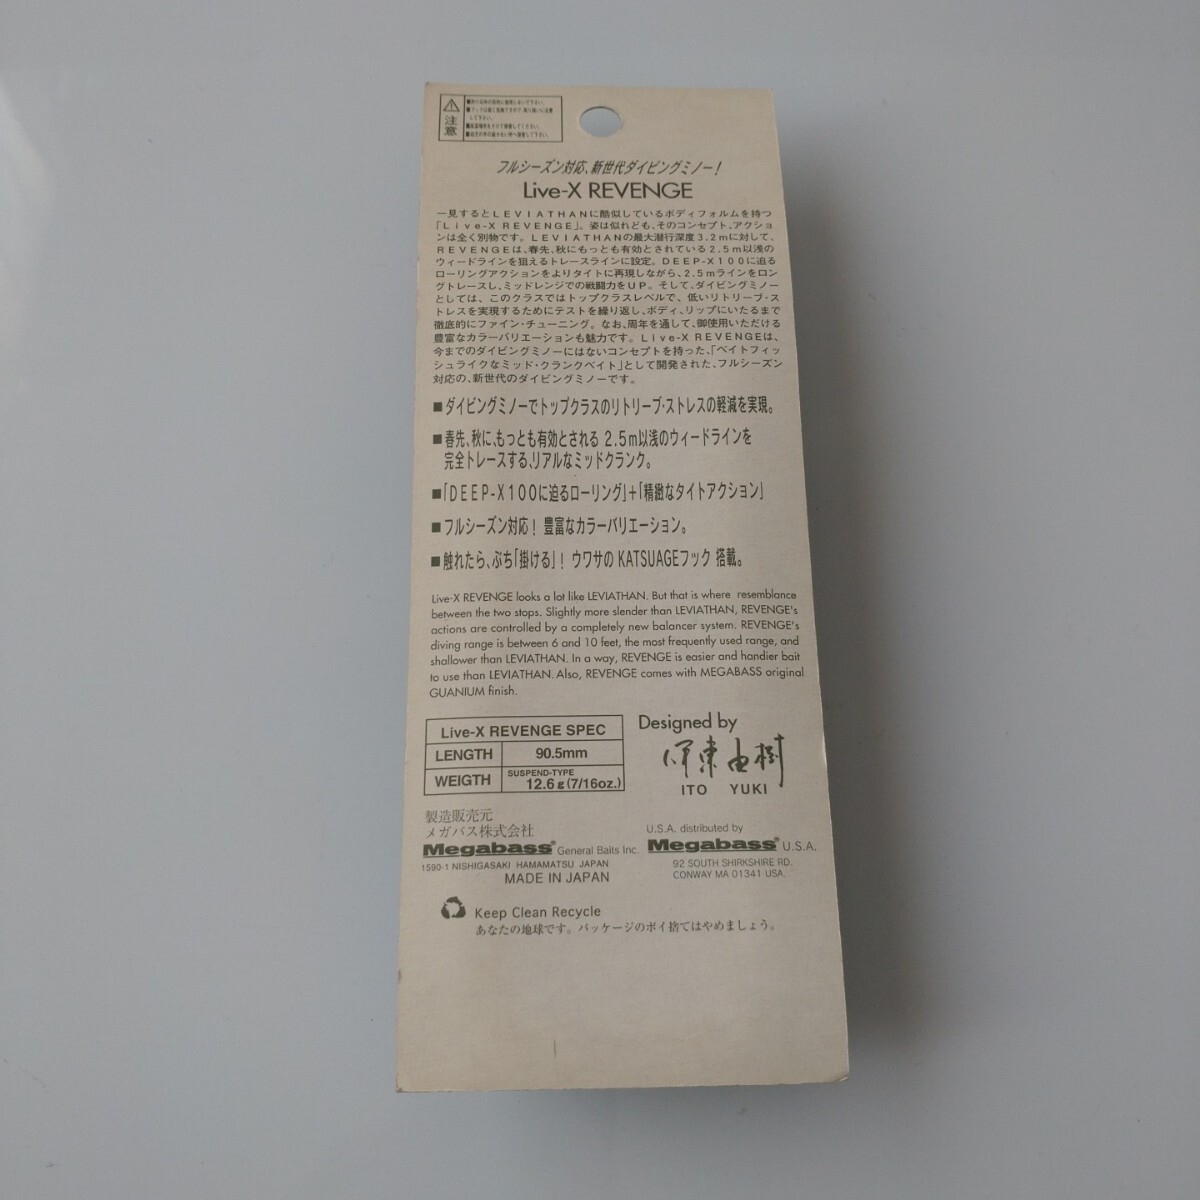 注意
フルシーズン対応、新世代ダイビングミノー!
Live-X REVENGE
一見するとLEVIATHANに酷似しているボディフォルムを持つ
「Live-X REVENGE」。姿は似れども、そのコンセプト、アクショ
ンは全く別物です。LEVIATHANの最大潜行深度3.2mに対して、
REVENGEは、春先、秋にもっとも有効とされている2.5m以浅の
ウィードラインを狙えるトレースラインに設定。DEEP-X100に迫る
ローリングアクションをよりタイトに再現しながら、2.5mラインをロン
グトレースし、ミッドレンジでの戦闘力をUP。そして、ダイビングミノー
としては、このクラスではトップクラスレベルで、低いリトリーブ・ス
トレスを実現するためにテストを繰り返し、ボディ、リップにいたるまで
徹底的にファイン・チューニング。なお、周年を通して、御使用いただける
豊富なカラーバリエーションも魅力です。Live-X REVENGEは、
今までのダイビングミノーにはないコンセプトを持った、「ベイトフィッ
シュライクなミッド・クランクベイト」として開発された、フルシーズン
対応の、新世代のダイビングミノーです。
■ダイビングミノーでトップクラスのリトリーブ・ストレスの軽減を実現。
■春先、秋に、もっとも有効とされる 2.5m以浅のウィードラインを
完全トレースする、リアルなミッドクランク。
■「DEEP-X100に迫るローリング」+「精緻なタイトアクション」
■フルシーズン対応! 豊富なカラーバリエーション。
■触れたら、ぶち「掛ける」! ウワサの KATSUAGEフック 搭載。
Live-X REVENGE looks a lot like LEVIATHAN. But that is where resemblance
between the two stops. Slightly more slender than LEVIATHAN, REVENGE's
actions are controlled by a completely new balancer system. REVENGE's
diving range is between 6 and 10 feet, the most frequently used range, and
shallower than LEVIATHAN. In a way, REVENGE is easier and handier bait
to use than LEVIATHAN. Also, REVENGE comes with MEGABASS original
GUANIUM finish.
Live-X REVENGE SPEC
LENGTH 90.5mm
WEIGTH SUSPEND-TYPE
12.6g(7/16oz.)
Designed by
伊東由樹
ITO YUKI
製造販売元
メガバス株式会社
Megabass® General Baits Inc.
1590-1 NISHIGASAKI HAMAMATSU JAPAN
MADE IN JAPAN
U.S.A. distributed by
Megabass® U.S.A.
92 SOUTH SHIRKSHIRE RD.
CONWAY MA 01341 USA.
Keep Clean Recycle
あなたの地球です。パッケージのポイ捨てはやめましょう。